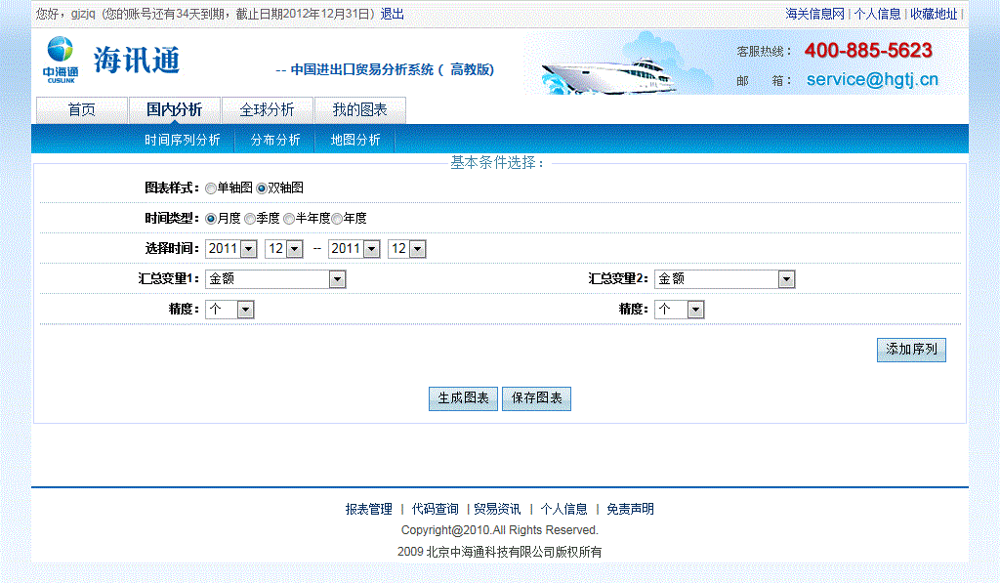 您好，gjzjq（您的账号还有34天到期，截止日期2012年12月31日）退出
海关信息网 | 个人信息 | 收藏地址 |
中海通
CUSLINK
海讯通
-- 中国进出口贸易分析系统（ 高教版）
客服热线： 400-885-5623
邮 箱： service@hgtj.cn
首页 国内分析 全球分析 我的图表
时间序列分析 分布分析 地图分析
基本条件选择：
图表样式： 单轴图 双轴图
时间类型： 月度 季度 半年度 年度
选择时间： 2011 12 -- 2011 12
汇总变量1： 金额 汇总变量2： 金额
精度： 个 精度： 个
添加序列
生成图表 保存图表
报表管理 | 代码查询 | 贸易资讯 | 个人信息 | 免责声明
Copyright@2010.All Rights Reserved.
2009 北京中海通科技有限公司版权所有